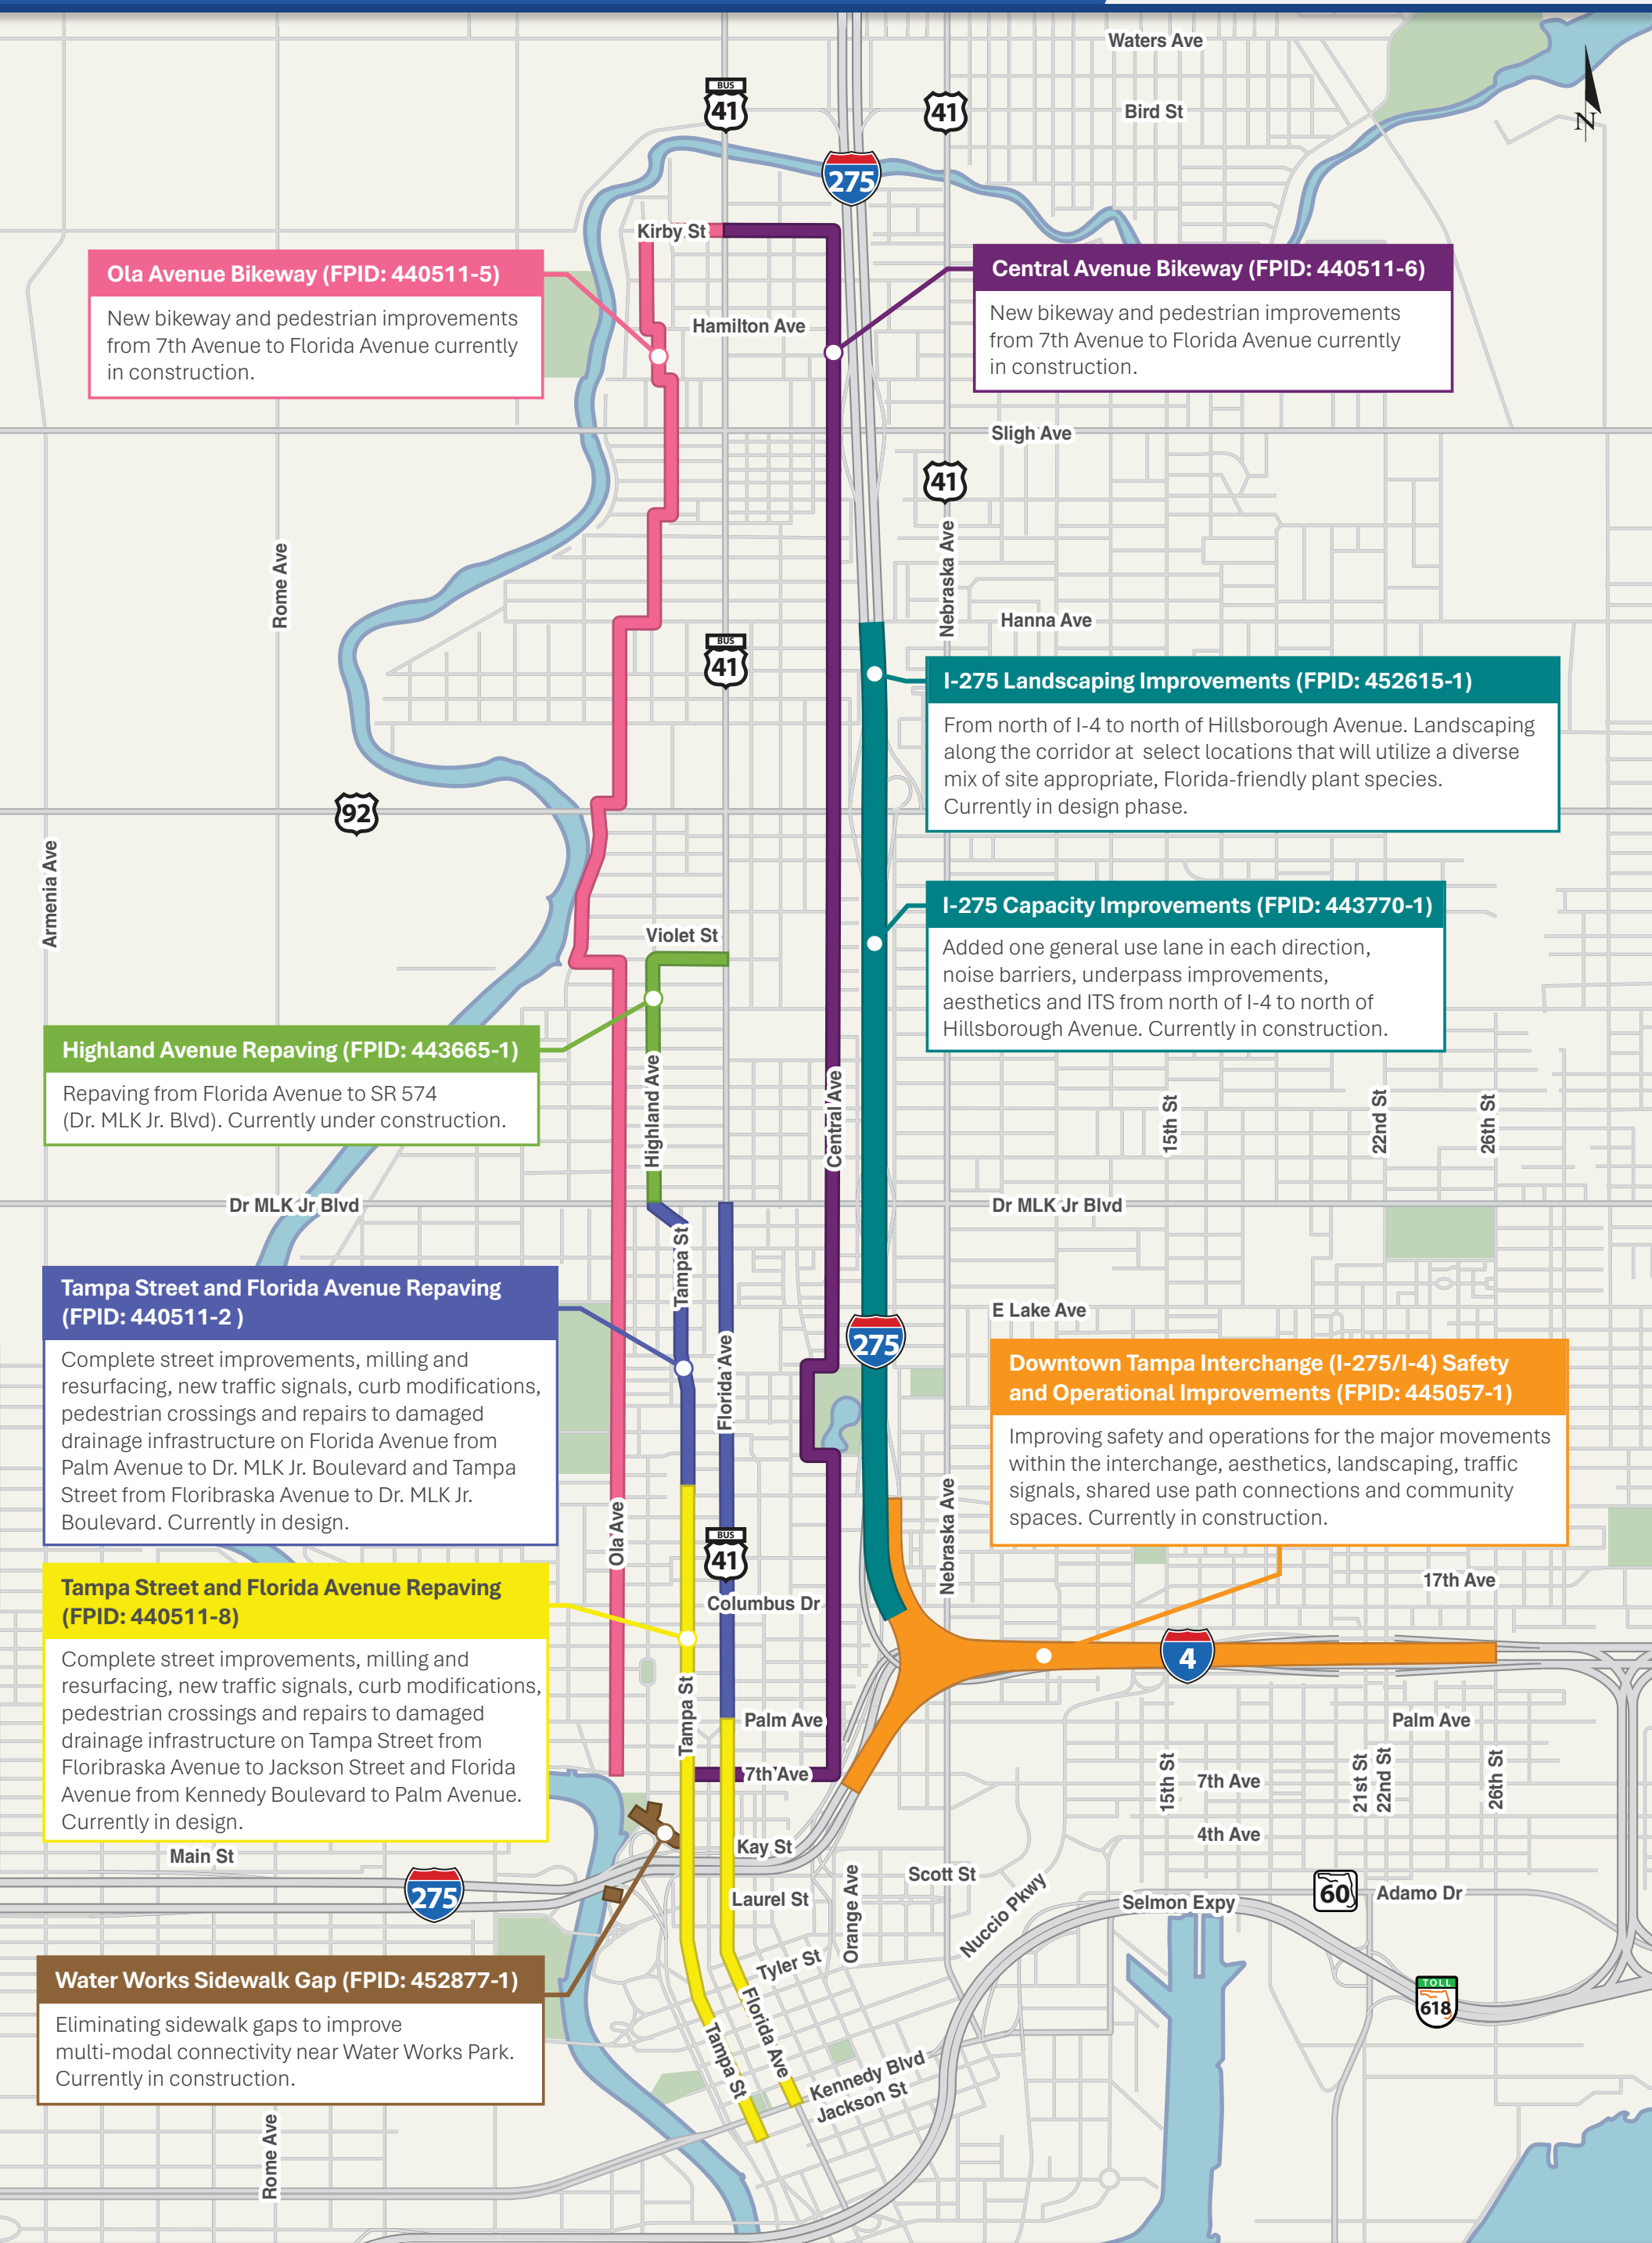 Waters Ave
BUS
41
41
Bird St
N
275
Kirby St
Ola Avenue Bikeway (FPID: 440511-5)
New bikeway and pedestrian improvements
from 7th Avenue to Florida Avenue currently
in construction.
Central Avenue Bikeway (FPID: 440511-6)
New bikeway and pedestrian improvements
from 7th Avenue to Florida Avenue currently
in construction.
Hamilton Ave
Sligh Ave
41
Rome Ave
Nebraska Ave
Hanna Ave
BUS
41
I-275 Landscaping Improvements (FPID: 452615-1)
From north of I-4 to north of Hillsborough Avenue. Landscaping
along the corridor at select locations that will utilize a diverse
mix of site appropriate, Florida-friendly plant species.
Currently in design phase.
92
Armenia Ave
I-275 Capacity Improvements (FPID: 443770-1)
Added one general use lane in each direction,
noise barriers, underpass improvements,
aesthetics and ITS from north of I-4 to north of
Hillsborough Avenue. Currently in construction.
Violet St
Highland Avenue Repaving (FPID: 443665-1)
Repaving from Florida Avenue to SR 574
(Dr. MLK Jr. Blvd). Currently under construction.
Highland Ave
Central Ave
15th St
22nd St
26th St
Dr MLK Jr Blvd
Dr MLK Jr Blvd
Tampa St
Tampa Street and Florida Avenue Repaving
(FPID: 440511-2 )
Complete street improvements, milling and
resurfacing, new traffic signals, curb modifications,
pedestrian crossings and repairs to damaged
drainage infrastructure on Florida Avenue from
Palm Avenue to Dr. MLK Jr. Boulevard and Tampa
Street from Floribraska Avenue to Dr. MLK Jr.
Boulevard. Currently in design.
Florida Ave
E Lake Ave
275
Downtown Tampa Interchange (I-275/I-4) Safety
and Operational Improvements (FPID: 445057-1)
Improving safety and operations for the major movements
within the interchange, aesthetics, landscaping, traffic
signals, shared use path connections and community
spaces. Currently in construction.
Ola Ave
BUS
41
Nebraska Ave
17th Ave
Columbus Dr
Tampa Street and Florida Avenue Repaving
(FPID: 440511-8)
Complete street improvements, milling and
resurfacing, new traffic signals, curb modifications,
pedestrian crossings and repairs to damaged
drainage infrastructure on Tampa Street from
Floribraska Avenue to Jackson Street and Florida
Avenue from Kennedy Boulevard to Palm Avenue.
Currently in design.
4
Tampa St
Palm Ave
Palm Ave
7th Ave
15th St
7th Ave
21st St
22nd St
26th St
4th Ave
Main St
Kay St
275
Scott St
Laurel St
Orange Ave
Nuccio Pkwy
Selmon Expy
60
Adamo Dr
Tyler St
Water Works Sidewalk Gap (FPID: 452877-1)
Eliminating sidewalk gaps to improve
multi-modal connectivity near Water Works Park.
Currently in construction.
TOLL
618
Florida Ave
Tampa St
Kennedy Blvd
Jackson St
Rome Ave